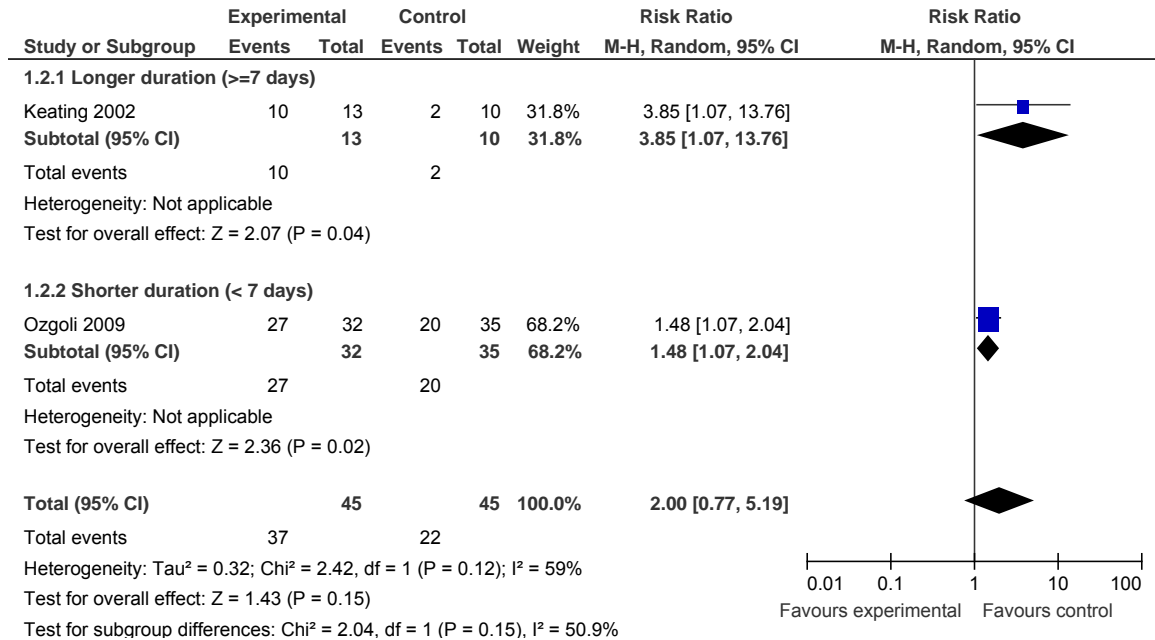 Experimental Control Risk Ratio Risk Ratio
Study or Subgroup Events Total Events Total Weight M-H, Random, 95% CI M-H, Random, 95% CI
1.2.1 Longer duration (>=7 days)
Keating 2002 10 13 2 10 31.8% 3.85 [1.07, 13.76]
Subtotal (95% CI) 13 10 31.8% 3.85 [1.07, 13.76]
Total events 10 2
Heterogeneity: Not applicable
Test for overall effect: Z = 2.07 (P = 0.04)
1.2.2 Shorter duration (< 7 days)
Ozgoli 2009 27 32 20 35 68.2% 1.48 [1.07, 2.04]
Subtotal (95% CI) 32 35 68.2% 1.48 [1.07, 2.04]
Total events 27 20
Heterogeneity: Not applicable
Test for overall effect: Z = 2.36 (P = 0.02)
Total (95% CI) 45 45 100.0% 2.00 [0.77, 5.19]
Total events 37 22
Heterogeneity: Tau² = 0.32; Chi² = 2.42, df = 1 (P = 0.12); I² = 59%
Test for overall effect: Z = 1.43 (P = 0.15)
Test for subgroup differences: Chi² = 2.04, df = 1 (P = 0.15), I² = 50.9%
0.01 0.1 1 10 100
Favours experimental Favours control